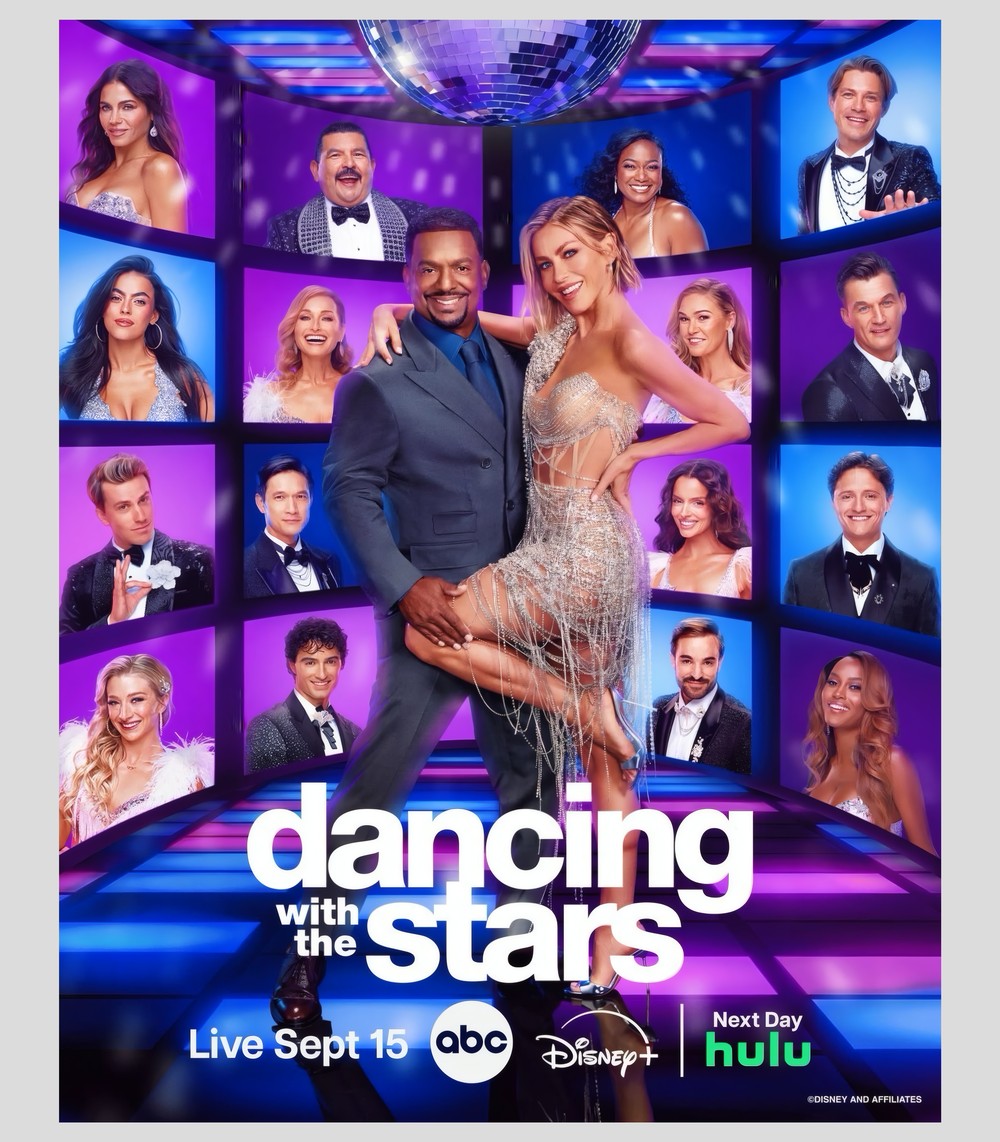 dancing
with the stars
Live Sept 15 abc Disney+ Next Day hulu
©DISNEY AND AFFILIATES